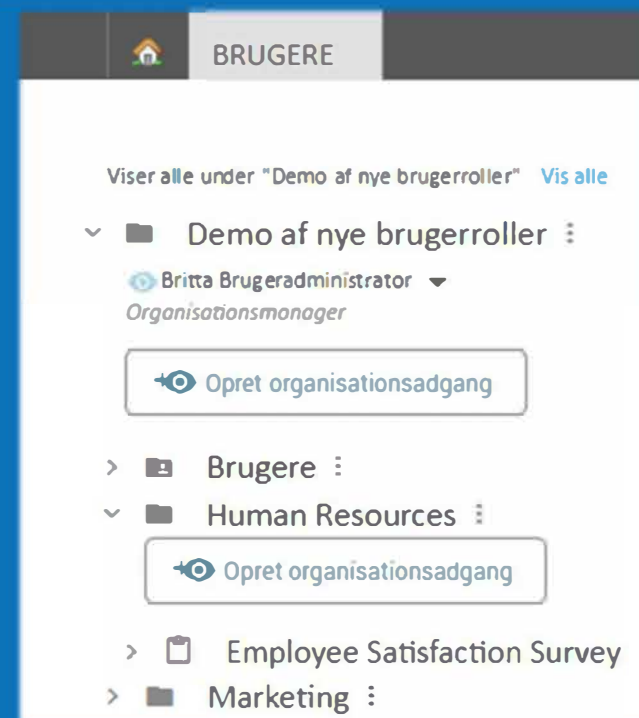 BRUGERE
Viser alle under "Demo af nye brugerroller" Vis alle
Demo af nye brugerroller
Britta Brugeradministrator
Organisationsmanager
Opret organisationsadgang
Brugere
Human Resources
Opret organisationsadgang
Employee Satisfaction Survey
Marketing